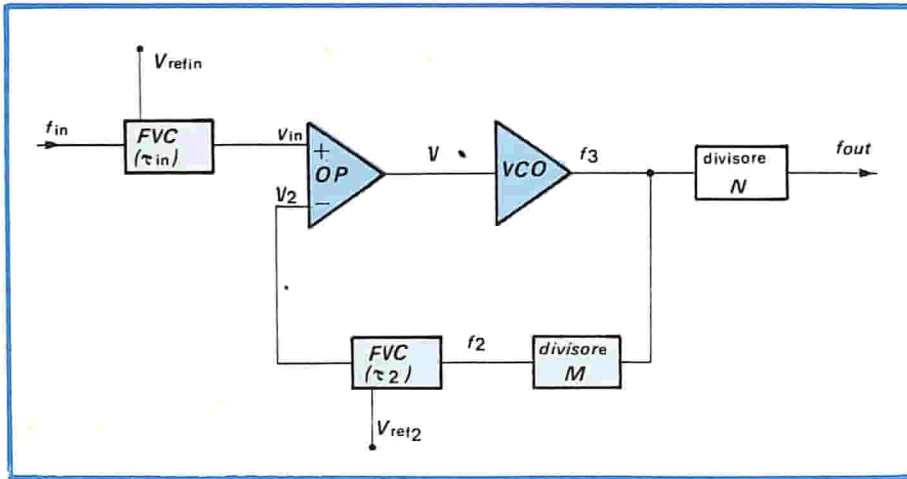 Vrefin
fin
FVC
(τin)
Vin
+
OP
−
V2
V
VCO
f3
divisore
N
fout
FVC
(τ2)
f2
divisore
M
Vref2